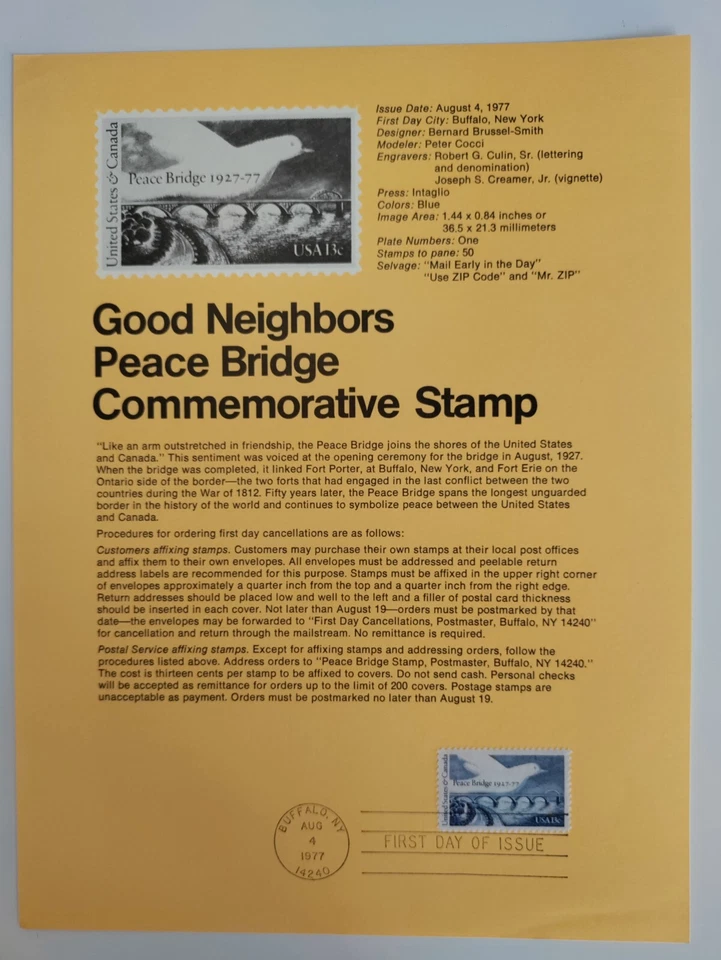 United States & Canada
Peace Bridge 1927-77
USA 13c
Issue Date: August 4, 1977
First Day City: Buffalo, New York
Designer: Bernard Brussel-Smith
Modeler: Peter Cocci
Engravers: Robert G. Culin, Sr. (lettering
and denomination)
Joseph S. Creamer, Jr. (vignette)
Press: Intaglio
Colors: Blue
Image Area: 1.44 x 0.84 inches or
36.5 x 21.3 millimeters
Plate Numbers: One
Stamps to pane: 50
Selvage: "Mail Early in the Day"
"Use ZIP Code" and "Mr. ZIP"
Good Neighbors
Peace Bridge
Commemorative Stamp
"Like an arm outstretched in friendship, the Peace Bridge joins the shores of the United States
and Canada." This sentiment was voiced at the opening ceremony for the bridge in August, 1927.
When the bridge was completed, it linked Fort Porter, at Buffalo, New York, and Fort Erie on the
Ontario side of the border—the two forts that had engaged in the last conflict between the two
countries during the War of 1812. Fifty years later, the Peace Bridge spans the longest unguarded
border in the history of the world and continues to symbolize peace between the United States
and Canada.
Procedures for ordering first day cancellations are as follows:
Customers affixing stamps. Customers may purchase their own stamps at their local post offices
and affix them to their own envelopes. All envelopes must be addressed and peelable return
address labels are recommended for this purpose. Stamps must be affixed in the upper right corner
of envelopes approximately a quarter inch from the top and a quarter inch from the right edge.
Return addresses should be placed low and well to the left and a filler of postal card thickness
should be inserted in each cover. Not later than August 19—orders must be postmarked by that
date—the envelopes may be forwarded to "First Day Cancellations, Postmaster, Buffalo, NY 14240"
for cancellation and return through the mailstream. No remittance is required.
Postal Service affixing stamps. Except for affixing stamps and addressing orders, follow the
procedures listed above. Address orders to "Peace Bridge Stamp, Postmaster, Buffalo, NY 14240."
The cost is thirteen cents per stamp to be affixed to covers. Do not send cash. Personal checks
will be accepted as remittance for orders up to the limit of 200 covers. Postage stamps are
unacceptable as payment. Orders must be postmarked no later than August 19.
United States & Canada
Peace Bridge 1927-77
USA 13c
BUFFALO, NY
AUG
4
1977
14240
FIRST DAY OF ISSUE